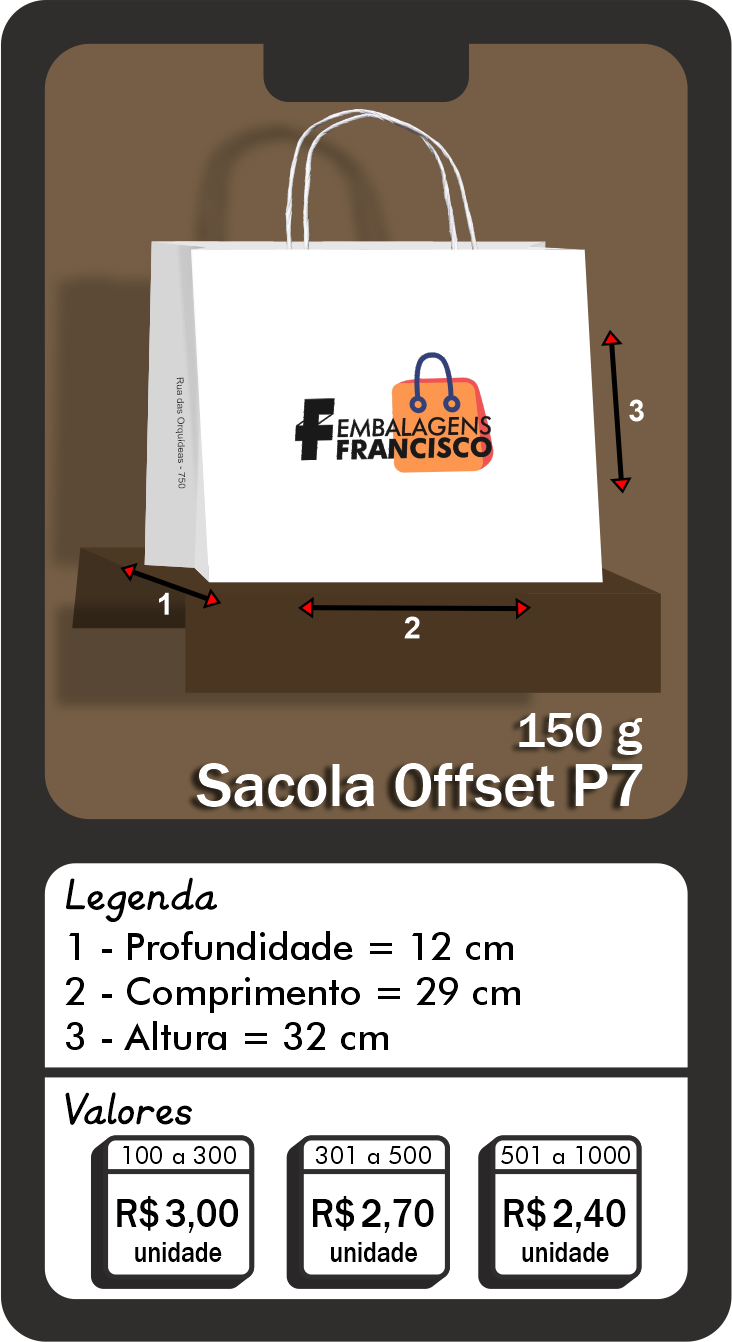 Rua das Orquídeas - 750
F EMBALAGENS
FRANCISCO
3
1
2
150 g
Sacola Offset P7
Legenda
1 - Profundidade = 12 cm
2 - Comprimento = 29 cm
3 - Altura = 32 cm
Valores
100 a 300
R$ 3,00
unidade
301 a 500
R$ 2,70
unidade
501 a 1000
R$ 2,40
unidade